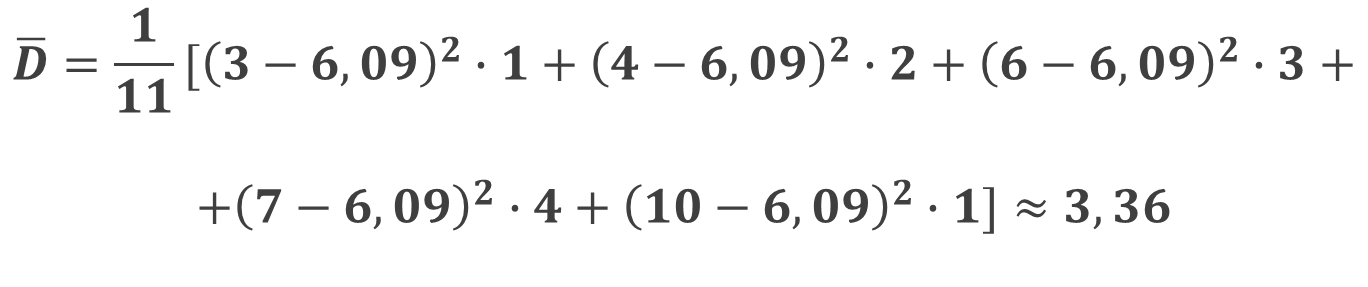 D̅ = 1/11 [(3 − 6,09)² · 1 + (4 − 6,09)² · 2 + (6 − 6,09)² · 3 +
+(7 − 6,09)² · 4 + (10 − 6,09)² · 1] ≈ 3,36